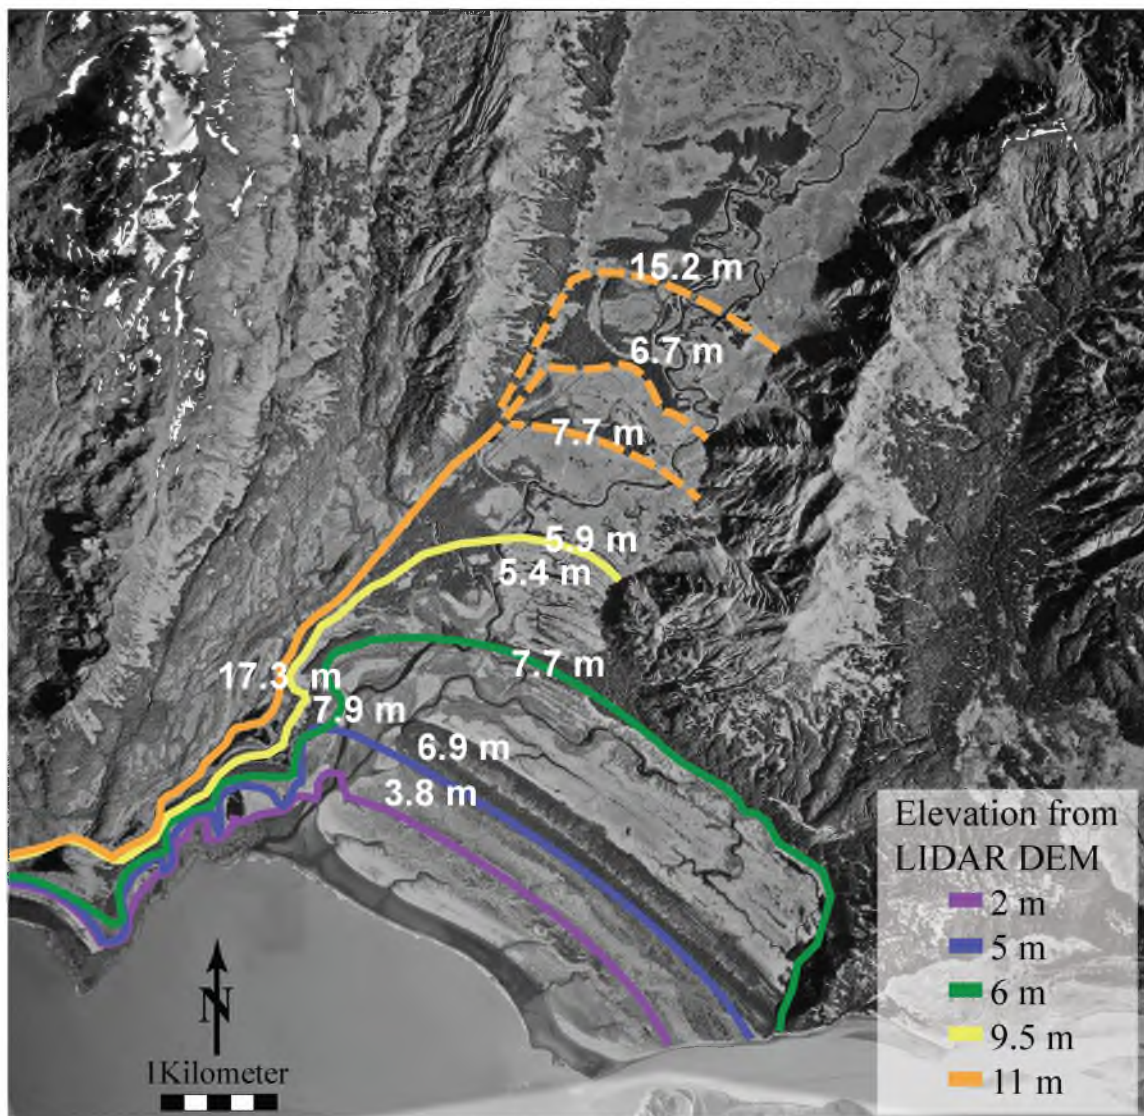 15.2 m
6.7 m
7.7 m
5.9 m
5.4 m
7.7 m
17.3 m
7.9 m
6.9 m
3.8 m
N
1Kilometer
Elevation from
LIDAR DEM
2 m
5 m
6 m
9.5 m
11 m